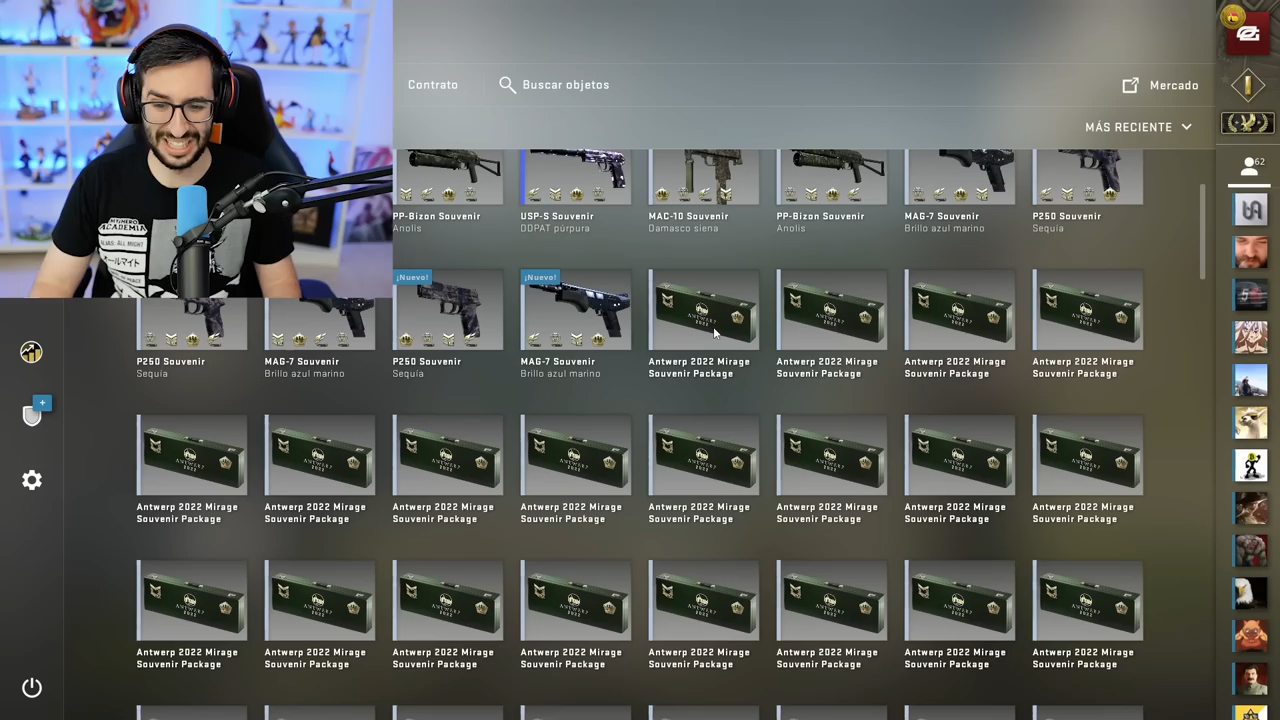 Contrato
Buscar objetos
Mercado
MÁS RECIENTE
62
PP-Bizon Souvenir
Anolis
USP-S Souvenir
DDPAT púrpura
MAC-10 Souvenir
Damasco siena
PP-Bizon Souvenir
Anolis
MAG-7 Souvenir
Brillo azul marino
P250 Souvenir
Sequía
¡Nuevo!
¡Nuevo!
P250 Souvenir
Sequía
MAG-7 Souvenir
Brillo azul marino
P250 Souvenir
Sequía
MAG-7 Souvenir
Brillo azul marino
Antwerp 2022 Mirage
Souvenir Package
Antwerp 2022 Mirage
Souvenir Package
Antwerp 2022 Mirage
Souvenir Package
Antwerp 2022 Mirage
Souvenir Package
Antwerp 2022 Mirage
Souvenir Package
Antwerp 2022 Mirage
Souvenir Package
Antwerp 2022 Mirage
Souvenir Package
Antwerp 2022 Mirage
Souvenir Package
Antwerp 2022 Mirage
Souvenir Package
Antwerp 2022 Mirage
Souvenir Package
Antwerp 2022 Mirage
Souvenir Package
Antwerp 2022 Mirage
Souvenir Package
Antwerp 2022 Mirage
Souvenir Package
Antwerp 2022 Mirage
Souvenir Package
Antwerp 2022 Mirage
Souvenir Package
Antwerp 2022 Mirage
Souvenir Package
Antwerp 2022 Mirage
Souvenir Package
Antwerp 2022 Mirage
Souvenir Package
Antwerp 2022 Mirage
Souvenir Package
Antwerp 2022 Mirage
Souvenir Package